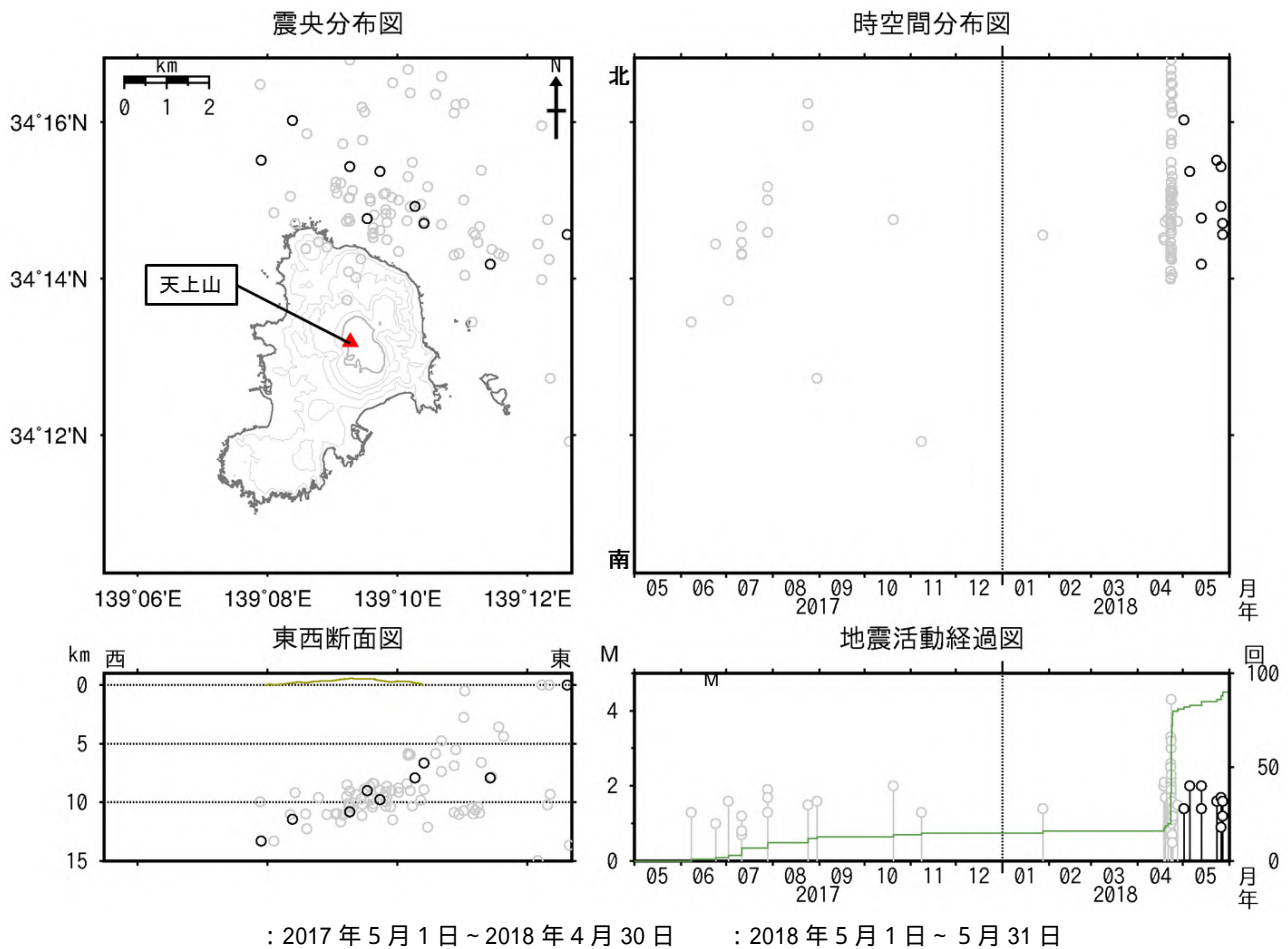 震央分布図
km
0 1 2
N
34°16'N
34°14'N
34°12'N
天上山
139°06'E 139°08'E 139°10'E 139°12'E
時空間分布図
北
南
05 06 07 08 09 10 11 12 01 02 03 04 05 月
2017 2018 年
東西断面図
km 西 東
0
5
10
15
地震活動経過図
M 回
M
4
2
0
100
50
0
05 06 07 08 09 10 11 12 01 02 03 04 05 月
2017 2018 年
：2017 年 5 月 1 日 ~ 2018 年 4 月 30 日 ：2018 年 5 月 1 日 ~ 5 月 31 日